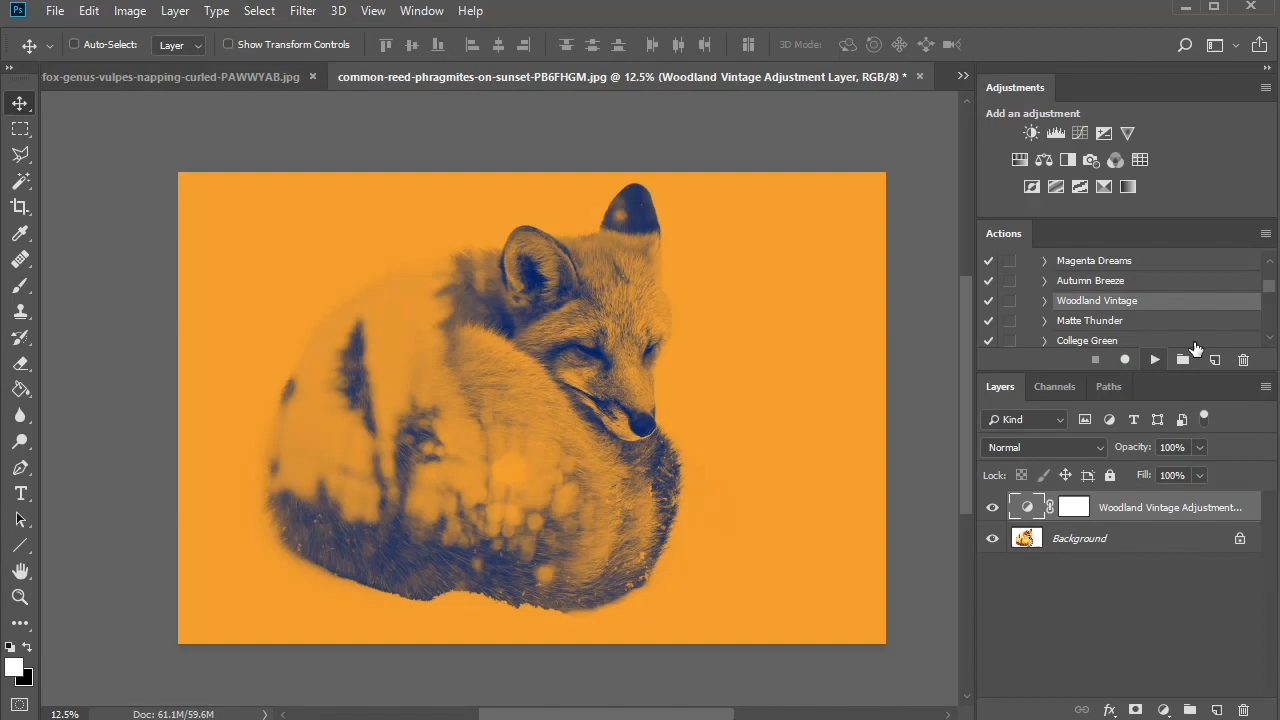 Ps File Edit Image Layer Type Select Filter 3D View Window Help
Auto-Select: Layer Show Transform Controls 3D Mode:
fox-genus-vulpes-napping-curled-PAWWYAB.jpg × common-reed-phragmites-on-sunset-PB6FHGM.jpg @ 12.5% (Woodland Vintage Adjustment Layer, RGB/8) * ×
Adjustments
Add an adjustment
Actions
Magenta Dreams
Autumn Breeze
Woodland Vintage
Matte Thunder
College Green
Layers Channels Paths
Kind
Normal Opacity: 100%
Lock: Fill: 100%
Woodland Vintage Adjustment...
Background
12.5% Doc: 61.1M/59.6M